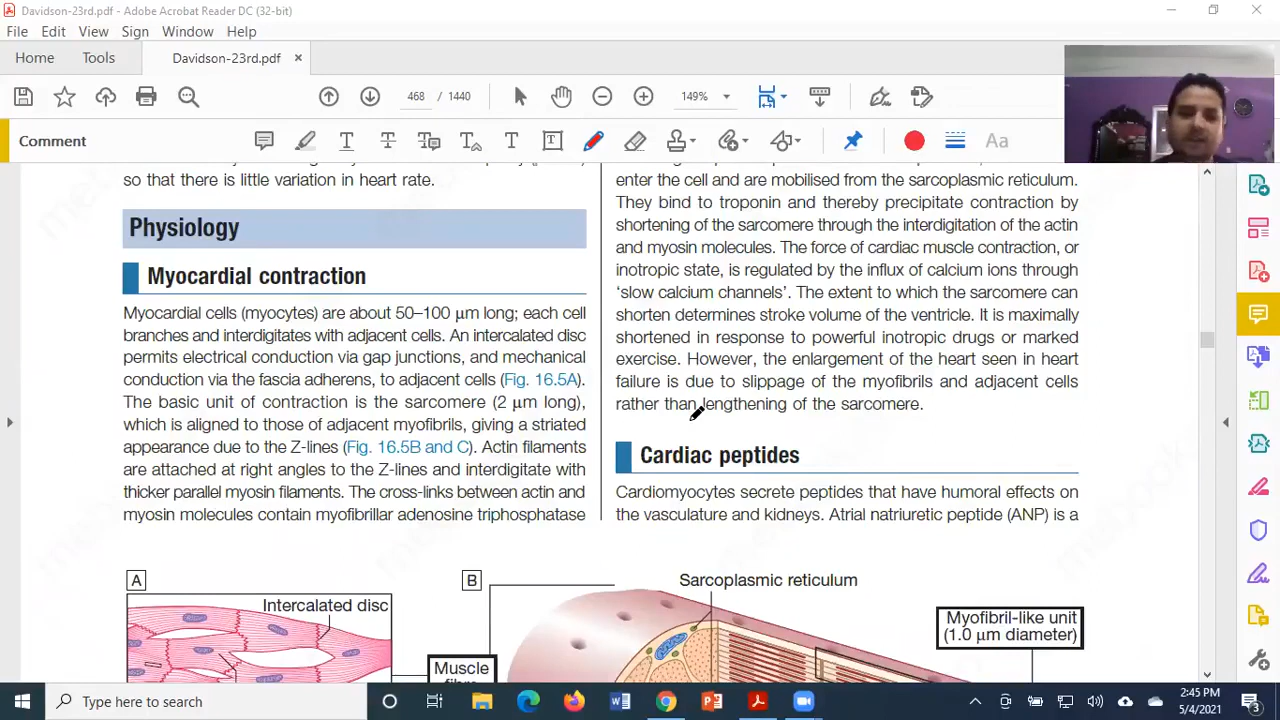 Davidson-23rd.pdf - Adobe Acrobat Reader DC (32-bit)
File Edit View Sign Window Help
Home Tools Davidson-23rd.pdf ×
468 / 1440 149%
Comment
Aa
so that there is little variation in heart rate.
Physiology
Myocardial contraction
Myocardial cells (myocytes) are about 50–100 μm long; each cell
branches and interdigitates with adjacent cells. An intercalated disc
permits electrical conduction via gap junctions, and mechanical
conduction via the fascia adherens, to adjacent cells (Fig. 16.5A).
The basic unit of contraction is the sarcomere (2 μm long),
which is aligned to those of adjacent myofibrils, giving a striated
appearance due to the Z-lines (Fig. 16.5B and C). Actin filaments
are attached at right angles to the Z-lines and interdigitate with
thicker parallel myosin filaments. The cross-links between actin and
myosin molecules contain myofibrillar adenosine triphosphatase
enter the cell and are mobilised from the sarcoplasmic reticulum.
They bind to troponin and thereby precipitate contraction by
shortening of the sarcomere through the interdigitation of the actin
and myosin molecules. The force of cardiac muscle contraction, or
inotropic state, is regulated by the influx of calcium ions through
‘slow calcium channels’. The extent to which the sarcomere can
shorten determines stroke volume of the ventricle. It is maximally
shortened in response to powerful inotropic drugs or marked
exercise. However, the enlargement of the heart seen in heart
failure is due to slippage of the myofibrils and adjacent cells
rather than lengthening of the sarcomere.
Cardiac peptides
Cardiomyocytes secrete peptides that have humoral effects on
the vasculature and kidneys. Atrial natriuretic peptide (ANP) is a
A
Intercalated disc
B
Sarcoplasmic reticulum
Myofibril-like unit
(1.0 μm diameter)
Muscle
Type here to search
2:45 PM
5/4/2021
3